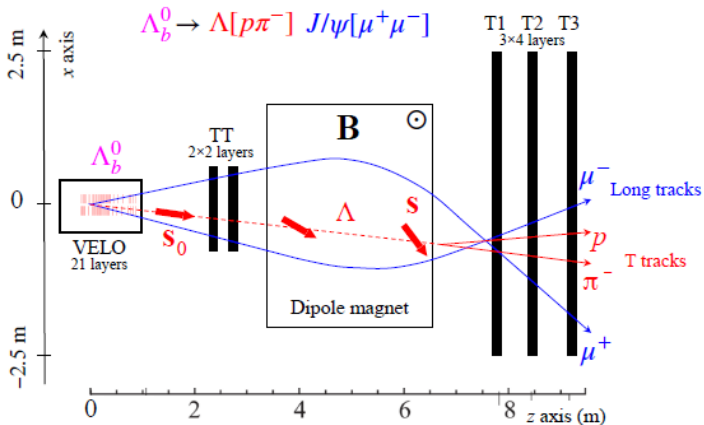 Λ_b^0 → Λ[pπ⁻] J/ψ[μ⁺μ⁻]
T1 T2 T3
3×4 layers
2.5 m
x axis
B
TT
2×2 layers
Λ_b^0
μ⁻
Long tracks
0
Λ
s
s₀
p
VELO
21 layers
T tracks
π⁻
Dipole magnet
μ⁺
−2.5 m
0 2 4 6 8
z axis (m)